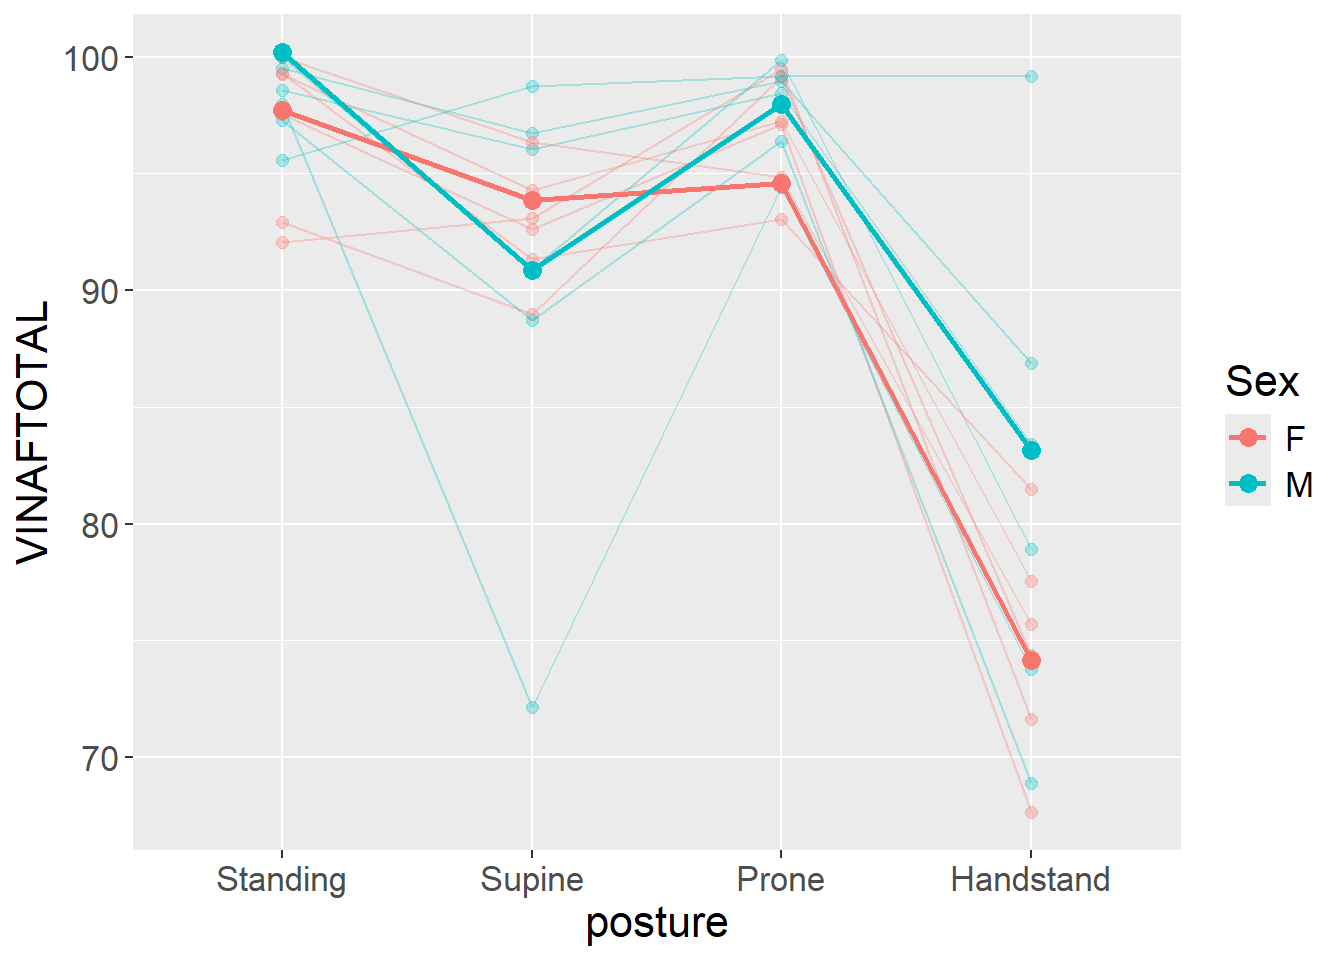 100
90
80
70
VINAFTOTAL
Standing Supine Prone Handstand
posture
Sex
F
M